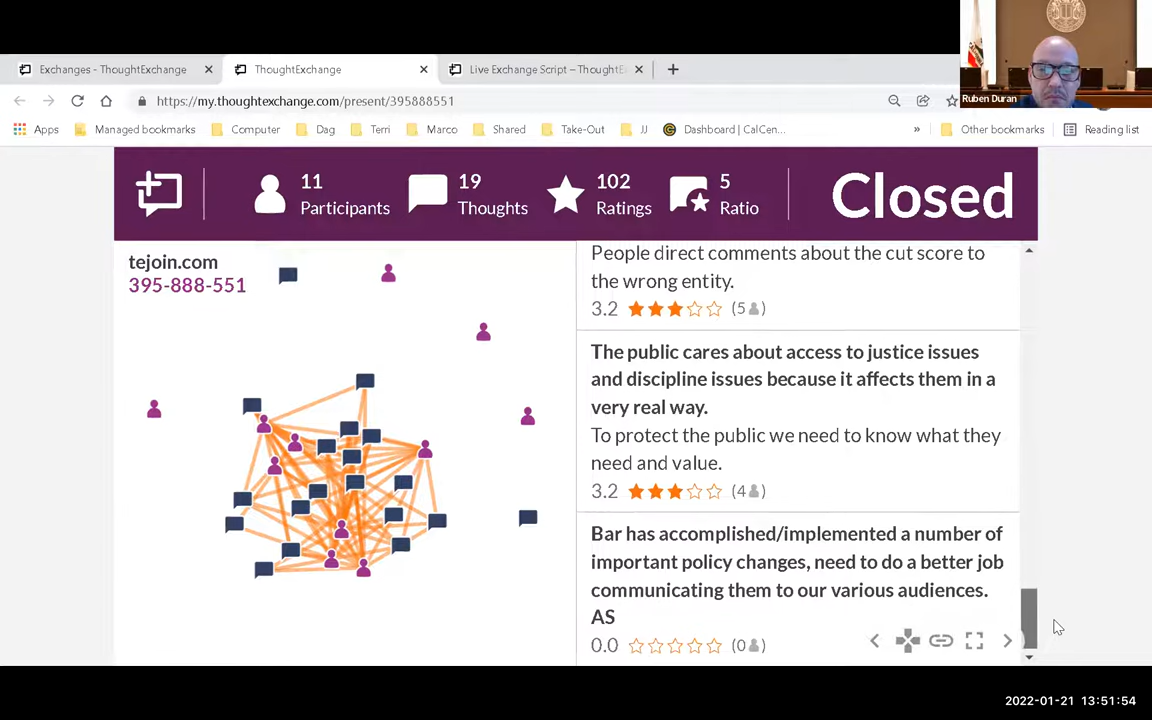 Exchanges - ThoughtExchange
ThoughtExchange
Live Exchange Script – ThoughtE
Ruben Duran
https://my.thoughtexchange.com/present/395888551
Apps
Managed bookmarks
Computer
Dag
Terri
Marco
Shared
Take-Out
JJ
Dashboard | CalCen...
»
Other bookmarks
Reading list
11
Participants
19
Thoughts
102
Ratings
5
Ratio
Closed
tejoin.com
395-888-551
People direct comments about the cut score to
the wrong entity.
3.2 (5)
The public cares about access to justice issues
and discipline issues because it affects them in a
very real way.
To protect the public we need to know what they
need and value.
3.2 (4)
Bar has accomplished/implemented a number of
important policy changes, need to do a better job
communicating them to our various audiences.
AS
0.0 (0)
2022-01-21 13:51:54